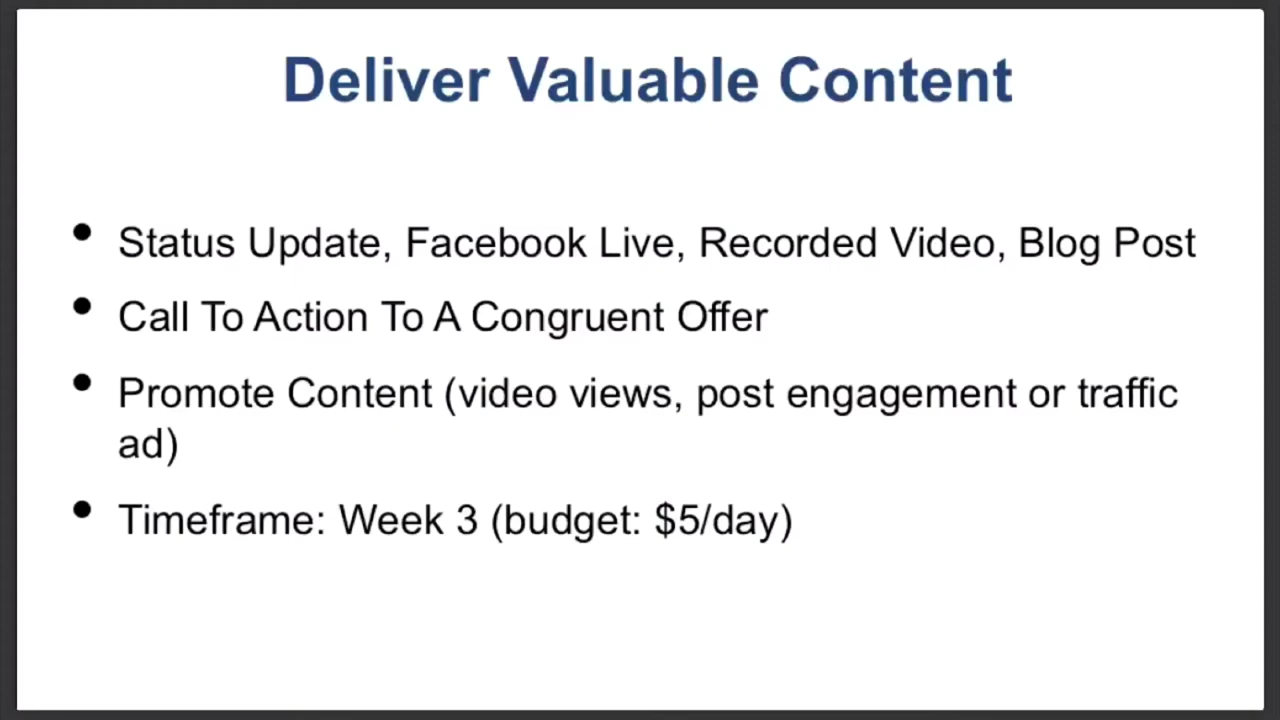 Deliver Valuable Content
• Status Update, Facebook Live, Recorded Video, Blog Post
• Call To Action To A Congruent Offer
• Promote Content (video views, post engagement or traffic
ad)
• Timeframe: Week 3 (budget: $5/day)